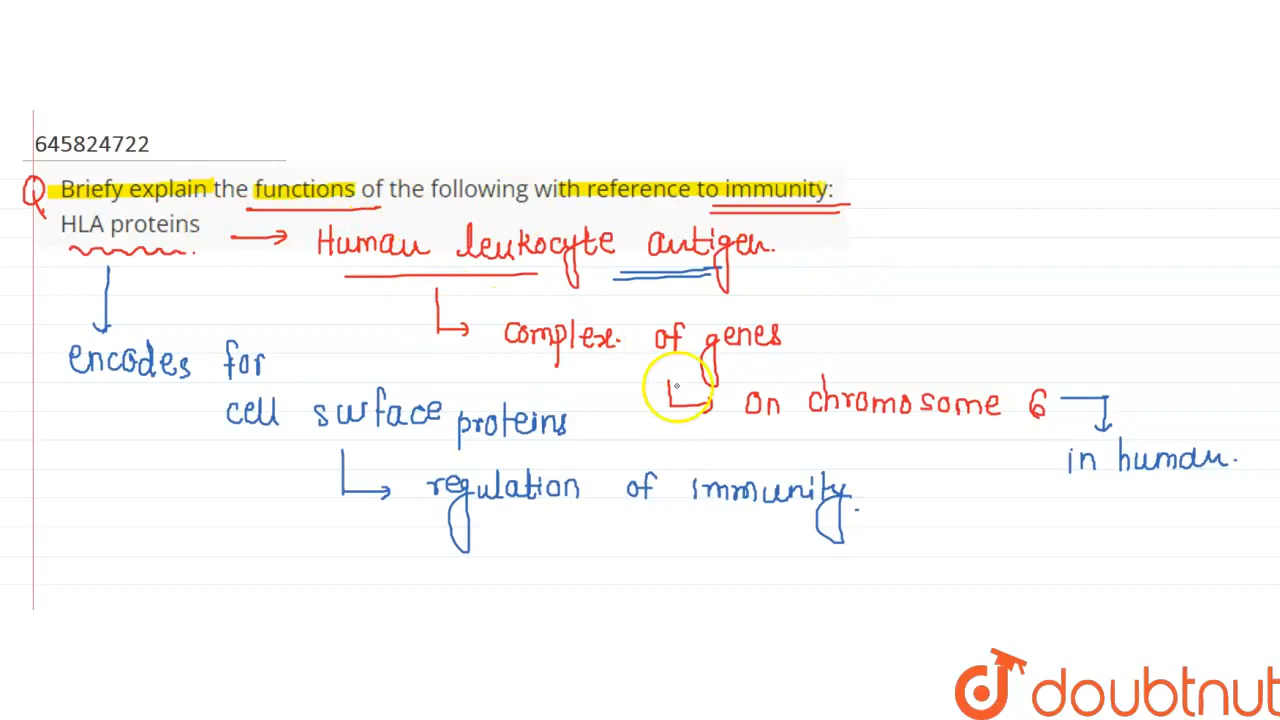 645824722
Q Briefy explain the functions of the following with reference to immunity:
HLA proteins → Human leukocyte antigen.
complex. of genes
encodes for
on chromosome 6
cell surface proteins
in human.
regulation of immunity.
doubtnut